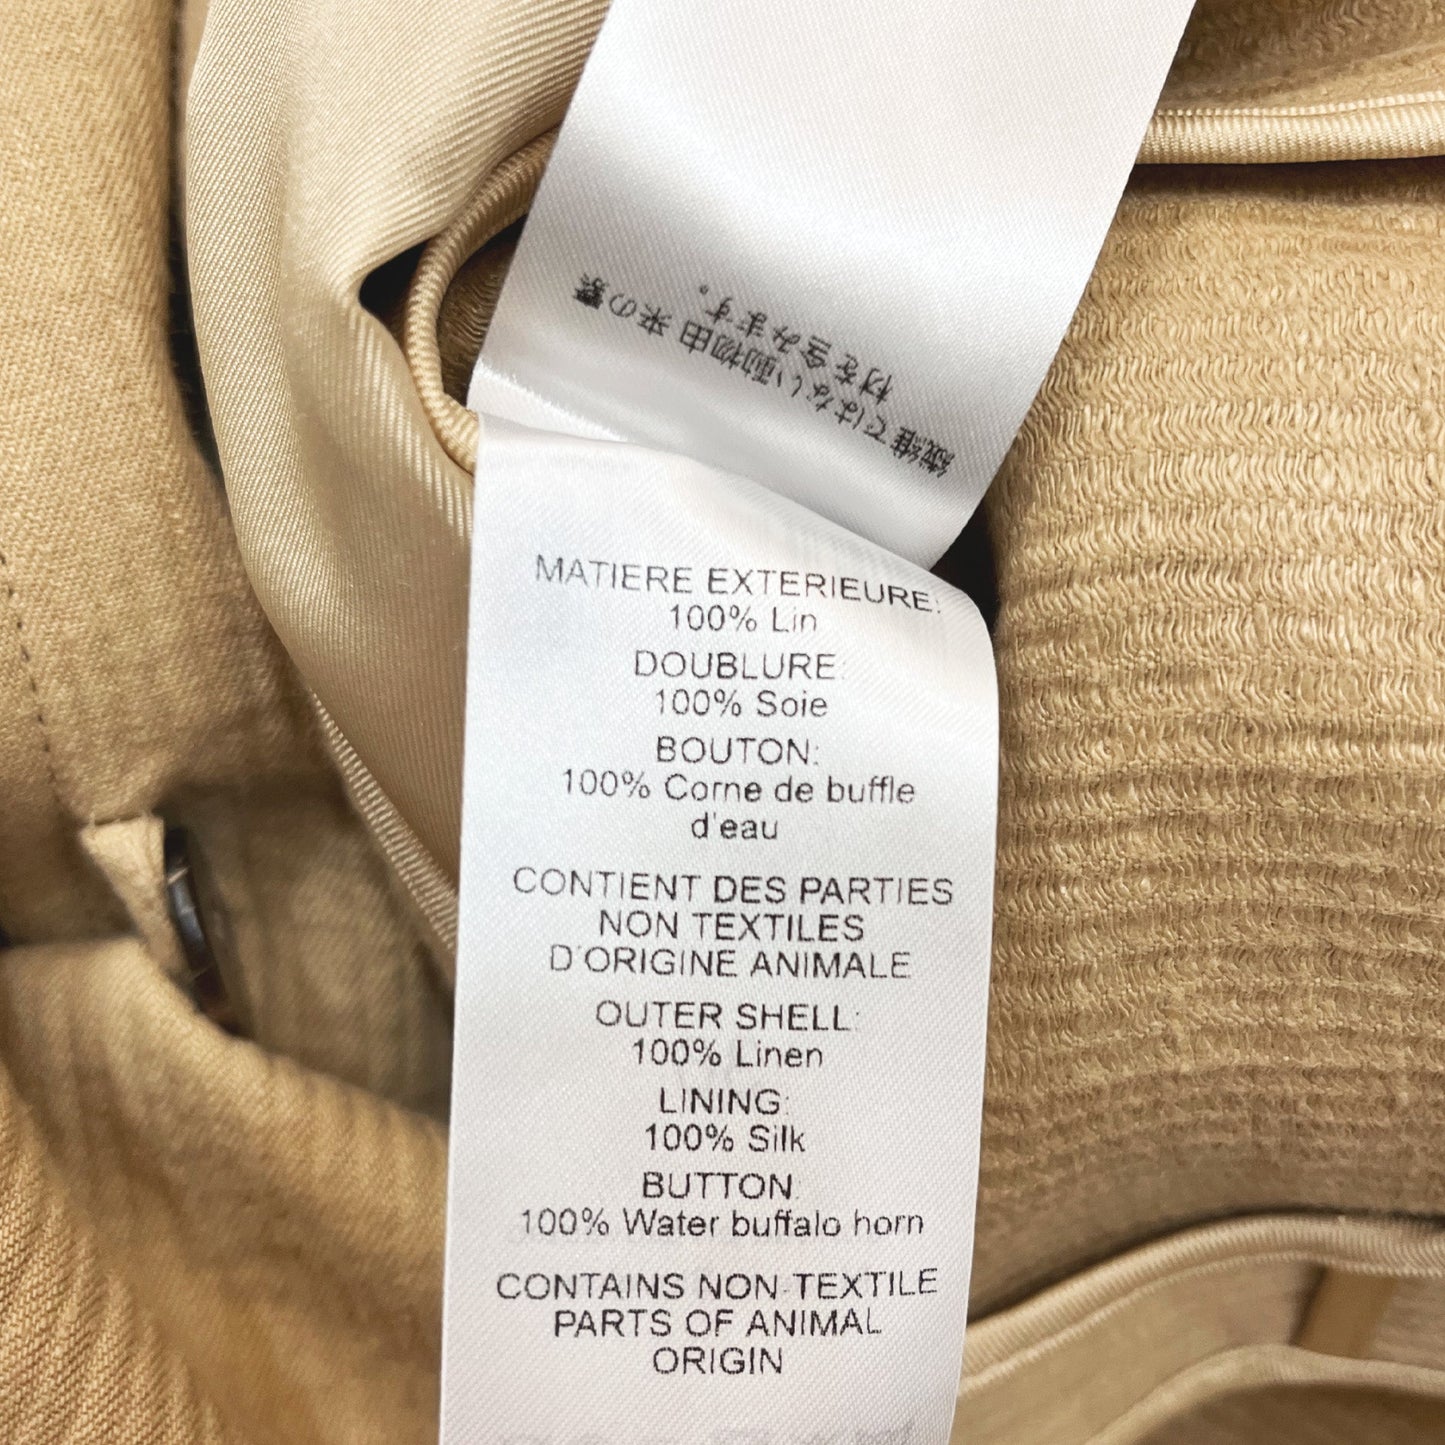 繊維ではない動物由来の素
材を含みます。
MATIERE EXTERIEURE:
100% Lin
DOUBLURE:
100% Soie
BOUTON:
100% Corne de buffle
d'eau
CONTIENT DES PARTIES
NON TEXTILES
D'ORIGINE ANIMALE
OUTER SHELL:
100% Linen
LINING:
100% Silk
BUTTON:
100% Water buffalo horn
CONTAINS NON-TEXTILE
PARTS OF ANIMAL
ORIGIN